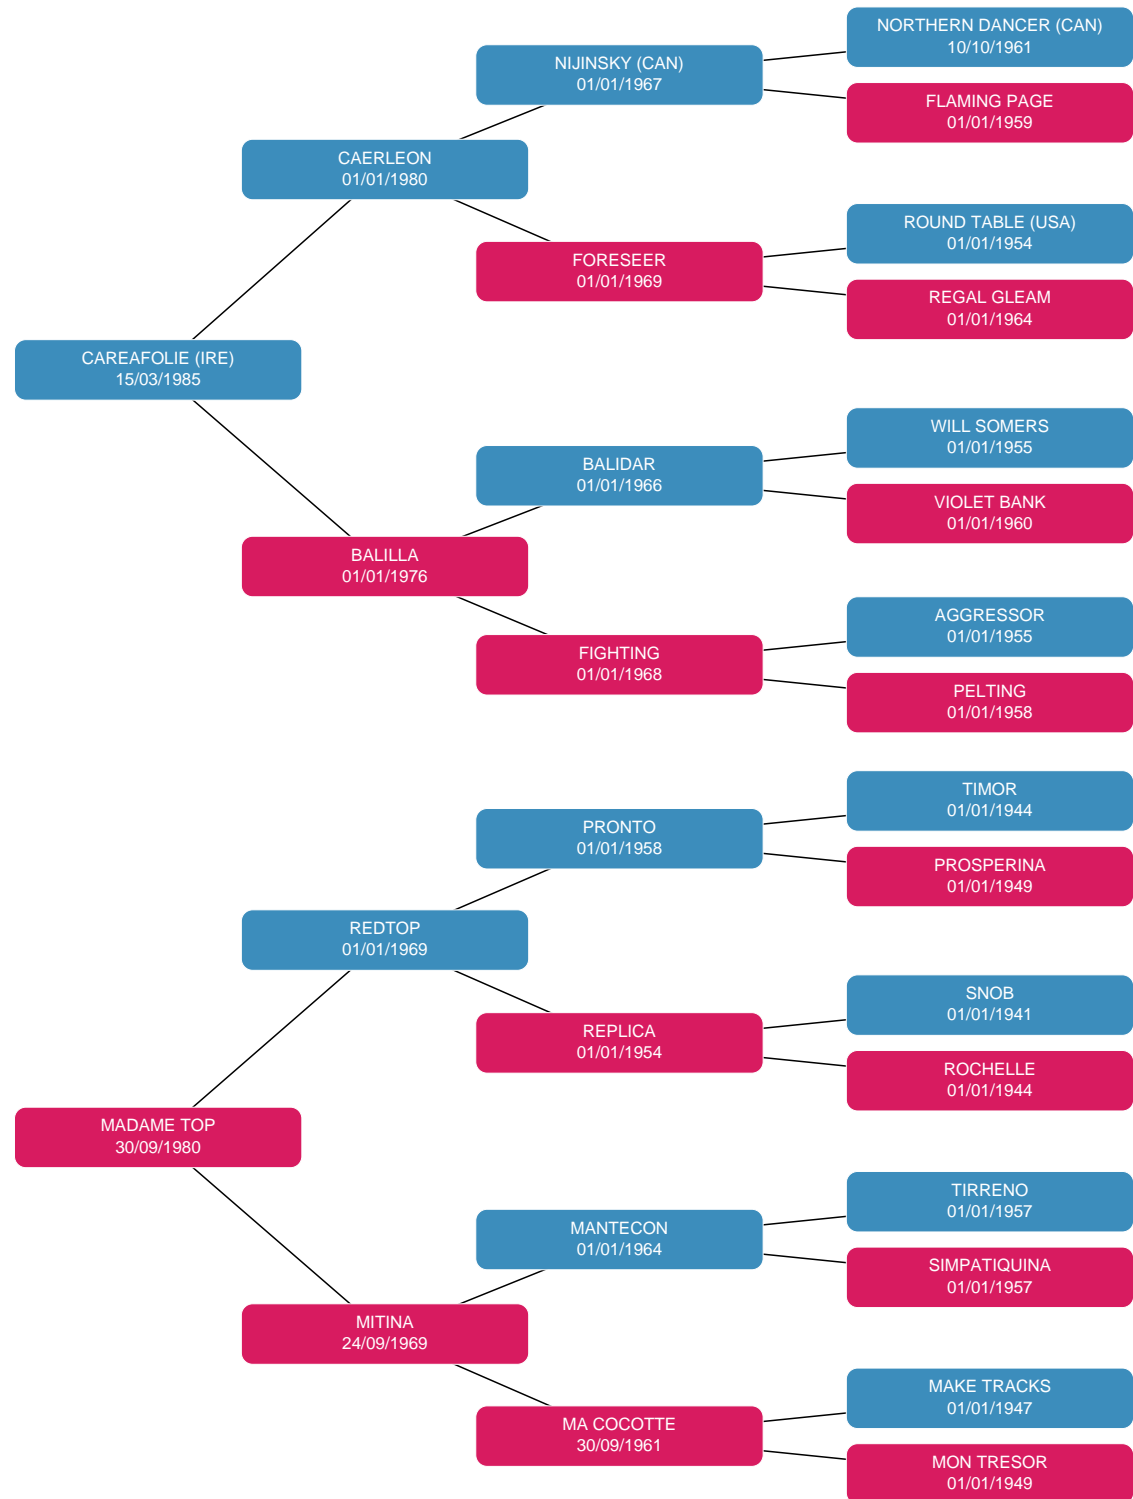 NORTHERN DANCER (CAN)
10/10/1961
NIJINSKY (CAN)
01/01/1967
FLAMING PAGE
01/01/1959
CAERLEON
01/01/1980
ROUND TABLE (USA)
01/01/1954
FORESEER
01/01/1969
REGAL GLEAM
01/01/1964
CAREAFOLIE (IRE)
15/03/1985
WILL SOMERS
01/01/1955
BALIDAR
01/01/1966
VIOLET BANK
01/01/1960
BALILLA
01/01/1976
AGGRESSOR
01/01/1955
FIGHTING
01/01/1968
PELTING
01/01/1958
TIMOR
01/01/1944
PRONTO
01/01/1958
PROSPERINA
01/01/1949
REDTOP
01/01/1969
SNOB
01/01/1941
REPLICA
01/01/1954
ROCHELLE
01/01/1944
MADAME TOP
30/09/1980
TIRRENO
01/01/1957
MANTECON
01/01/1964
SIMPATIQUINA
01/01/1957
MITINA
24/09/1969
MAKE TRACKS
01/01/1947
MA COCOTTE
30/09/1961
MON TRESOR
01/01/1949